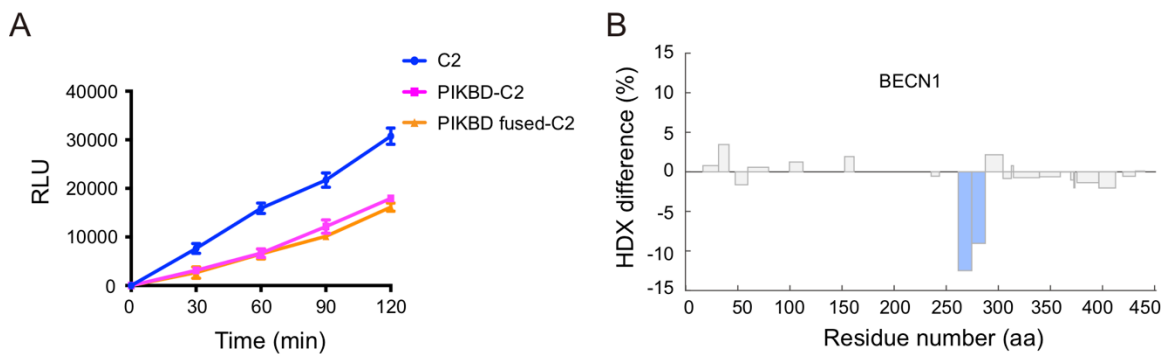 A
C2
PIKBD-C2
PIKBD fused-C2
RLU
40000
30000
20000
10000
0
0 30 60 90 120
Time (min)
B
BECN1
HDX difference (%)
15
10
5
0
-5
-10
-15
0 50 100 150 200 250 300 350 400 450
Residue number (aa)